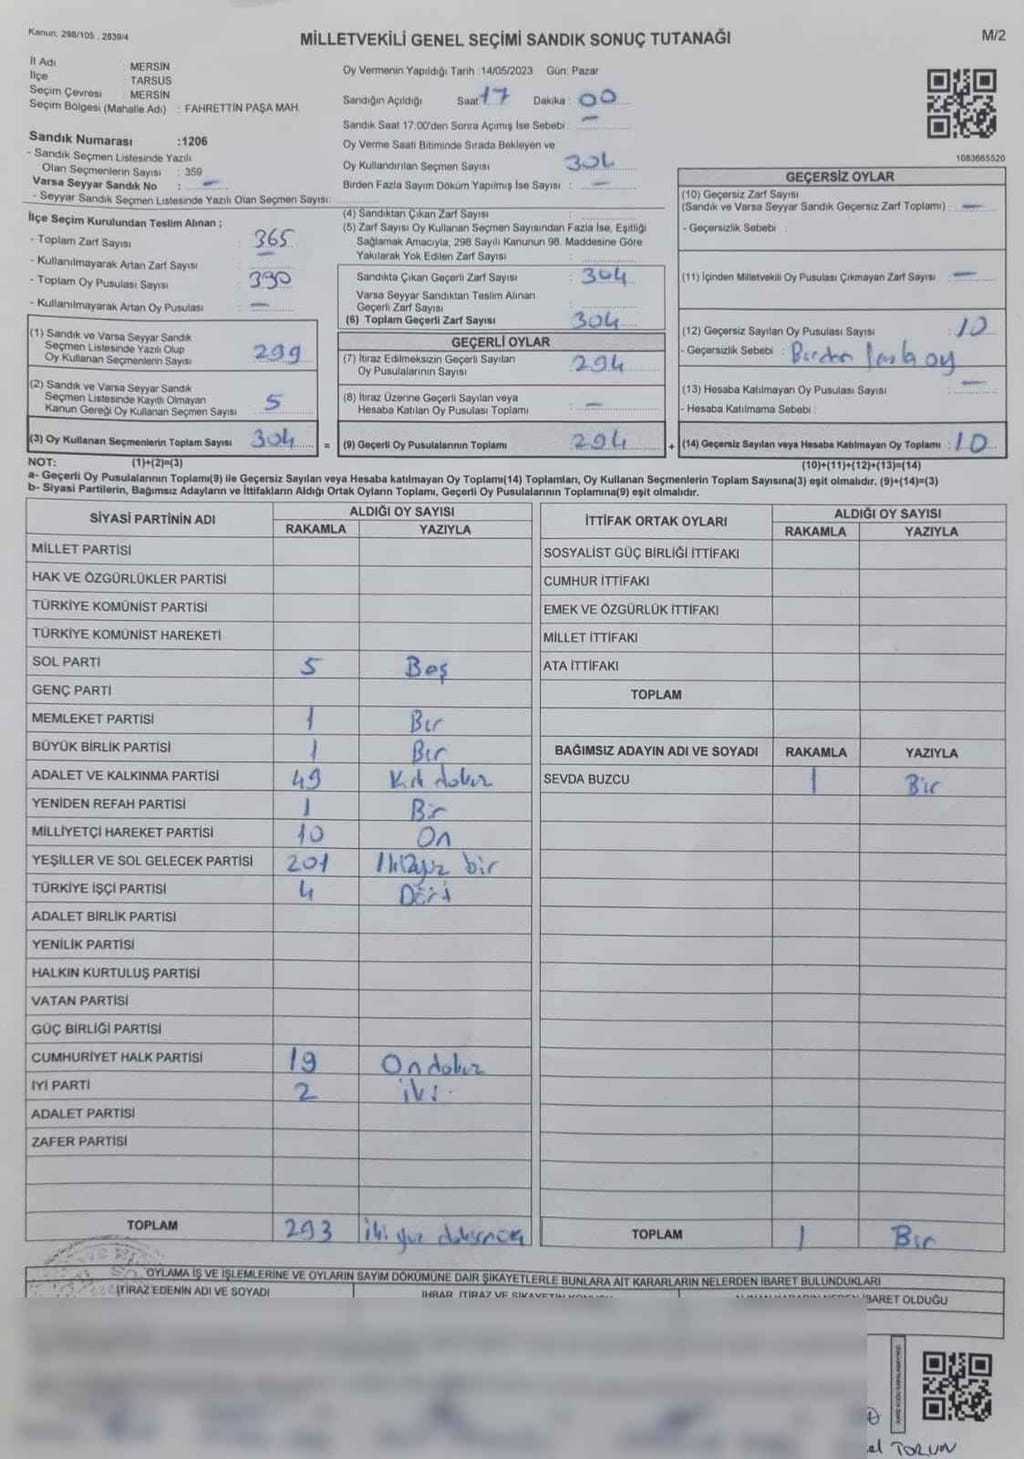 Kanun. 298/105 . 2839/4
MİLLETVEKİLİ GENEL SEÇİMİ SANDIK SONUÇ TUTANAĞI
M/2
İl Adı : MERSİN
İlçe TARSUS
Seçim Çevresi : MERSİN
Seçim Bölgesi (Mahalle Adı) : FAHRETTİN PAŞA MAH.
Sandık Numarası :1206
- Sandık Seçmen Listesinde Yazılı
Olan Seçmenlerin Sayısı : 359
Varsa Seyyar Sandık No : -
- Seyyar Sandık Seçmen Listesinde Yazılı Olan Seçmen Sayısı:
Oy Vermenin Yapıldığı Tarih :14/05/2023 Gün: Pazar
Sandığın Açıldığı Saat: 17 Dakika : 00
Sandık Saat 17:00'den Sonra Açımış İse Sebebi : -
Oy Verme Saati Bitiminde Sırada Bekleyen ve
Oy Kullandırılan Seçmen Sayısı 304
Birden Fazla Sayım Döküm Yapılmış İse Sayısı : -
1083665520
İlçe Seçim Kurulundan Teslim Alınan ;
- Toplam Zarf Sayısı : 365
- Kullanılmayarak Artan Zarf Sayısı : -
- Toplam Oy Pusulası Sayısı : 390
- Kullanılmayarak Artan Oy Pusulası : -
(1) Sandık ve Varsa Seyyar Sandık
Seçmen Listesinde Yazılı Olup
Oy Kullanan Seçmenlerin Sayısı : 299
(2) Sandık ve Varsa Seyyar Sandık
Seçmen Listesinde Kayıtlı Olmayan
Kanun Gereği Oy Kullanan Seçmen Sayısı : 5
(3) Oy Kullanan Seçmenlerin Toplam Sayısı : 304 =
(4) Sandıktan Çıkan Zarf Sayısı :
(5) Zarf Sayısı Oy Kullanan Seçmen Sayısından Fazla İse, Eşitliği
Sağlamak Amacıyla; 298 Sayılı Kanunun 98. Maddesine Göre
Yakılarak Yok Edilen Zarf Sayısı :
Sandıkta Çıkan Geçerli Zarf Sayısı : 304
Varsa Seyyar Sandıktan Teslim Alınan
Geçerli Zarf Sayısı :
(6) Toplam Geçerli Zarf Sayısı : 304
GEÇERLİ OYLAR
(7) İtiraz Edilmeksizin Geçerli Sayılan
Oy Pusulalarının Sayısı : 294
(8) İtiraz Üzerine Geçerli Sayılan veya
Hesaba Katılan Oy Pusulası Toplamı : -
(9) Geçerli Oy Pusulalarının Toplamı : 294 +
GEÇERSİZ OYLAR
(10) Geçersiz Zarf Sayısı
(Sandık ve Varsa Seyyar Sandık Geçersiz Zarf Toplamı) : -
- Geçersizlik Sebebi :
(11) İçinden Milletvekili Oy Pusulası Çıkmayan Zarf Sayısı : -
(12) Geçersiz Sayılan Oy Pusulası Sayısı : 10
- Geçersizlik Sebebi : Birden fazla oy
(13) Hesaba Katılmayan Oy Pusulası Sayısı : -
- Hesaba Katılmama Sebebi :
(14) Geçersiz Sayılan veya Hesaba Katılmayan Oy Toplamı : 10
NOT: (1)+(2)=(3) (10)+(11)+(12)+(13)=(14)
a- Geçerli Oy Pusulalarının Toplamı(9) ile Geçersiz Sayılan veya Hesaba katılmayan Oy Toplamı(14) Toplamları, Oy Kullanan Seçmenlerin Toplam Sayısına(3) eşit olmalıdır. (9)+(14)=(3)
b- Siyasi Partilerin, Bağımsız Adayların ve İttifakların Aldığı Ortak Oyların Toplamı, Geçerli Oy Pusulalarının Toplamına(9) eşit olmalıdır.
SİYASİ PARTİNİN ADI ALDIĞI OY SAYISI
RAKAMLA YAZIYLA
MİLLET PARTİSİ
HAK VE ÖZGÜRLÜKLER PARTİSİ
TÜRKİYE KOMÜNİST PARTİSİ
TÜRKİYE KOMÜNİST HAREKETİ
SOL PARTİ 5 Beş
GENÇ PARTİ
MEMLEKET PARTİSİ 1 Bir
BÜYÜK BİRLİK PARTİSİ 1 Bir
ADALET VE KALKINMA PARTİSİ 49 Kırk dokuz
YENİDEN REFAH PARTİSİ 1 Bir
MİLLİYETÇİ HAREKET PARTİSİ 10 On
YEŞİLLER VE SOL GELECEK PARTİSİ 201 İkiyüz bir
TÜRKİYE İŞÇİ PARTİSİ 4 Dört
ADALET BİRLİK PARTİSİ
YENİLİK PARTİSİ
HALKIN KURTULUŞ PARTİSİ
VATAN PARTİSİ
GÜÇ BİRLİĞİ PARTİSİ
CUMHURİYET HALK PARTİSİ 19 On dokuz
İYİ PARTİ 2 iki
ADALET PARTİSİ
ZAFER PARTİSİ
TOPLAM 293 iki yüz
İTTİFAK ORTAK OYLARI ALDIĞI OY SAYISI
RAKAMLA YAZIYLA
SOSYALİST GÜÇ BİRLİĞİ İTTİFAKI
CUMHUR İTTİFAKI
EMEK VE ÖZGÜRLÜK İTTİFAKI
MİLLET İTTİFAKI
ATA İTTİFAKI
TOPLAM
BAĞIMSIZ ADAYIN ADI VE SOYADI RAKAMLA YAZIYLA
SEVDA BUZCU 1 Bir
TOPLAM 1 Bir
OYLAMA İŞ VE İŞLEMLERİNE VE OYLARIN SAYIM DÖKÜMÜNE DAİR ŞİKAYETLERLE BUNLARA AİT KARARLARIN NELERDEN İBARET BULUNDUKLARI
İTİRAZ EDENİN ADI VE SOYADI
İHBAR, İTİRAZ VE ŞİKAYETİN
İBARET OLDUĞU
el TORUN